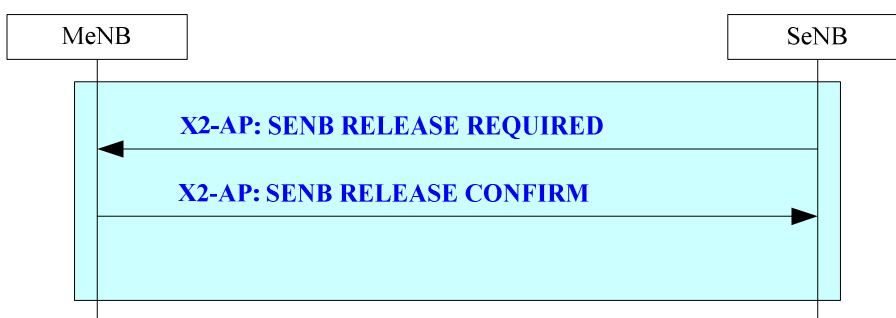 MeNB
SeNB
X2-AP: SENB RELEASE REQUIRED
X2-AP: SENB RELEASE CONFIRM